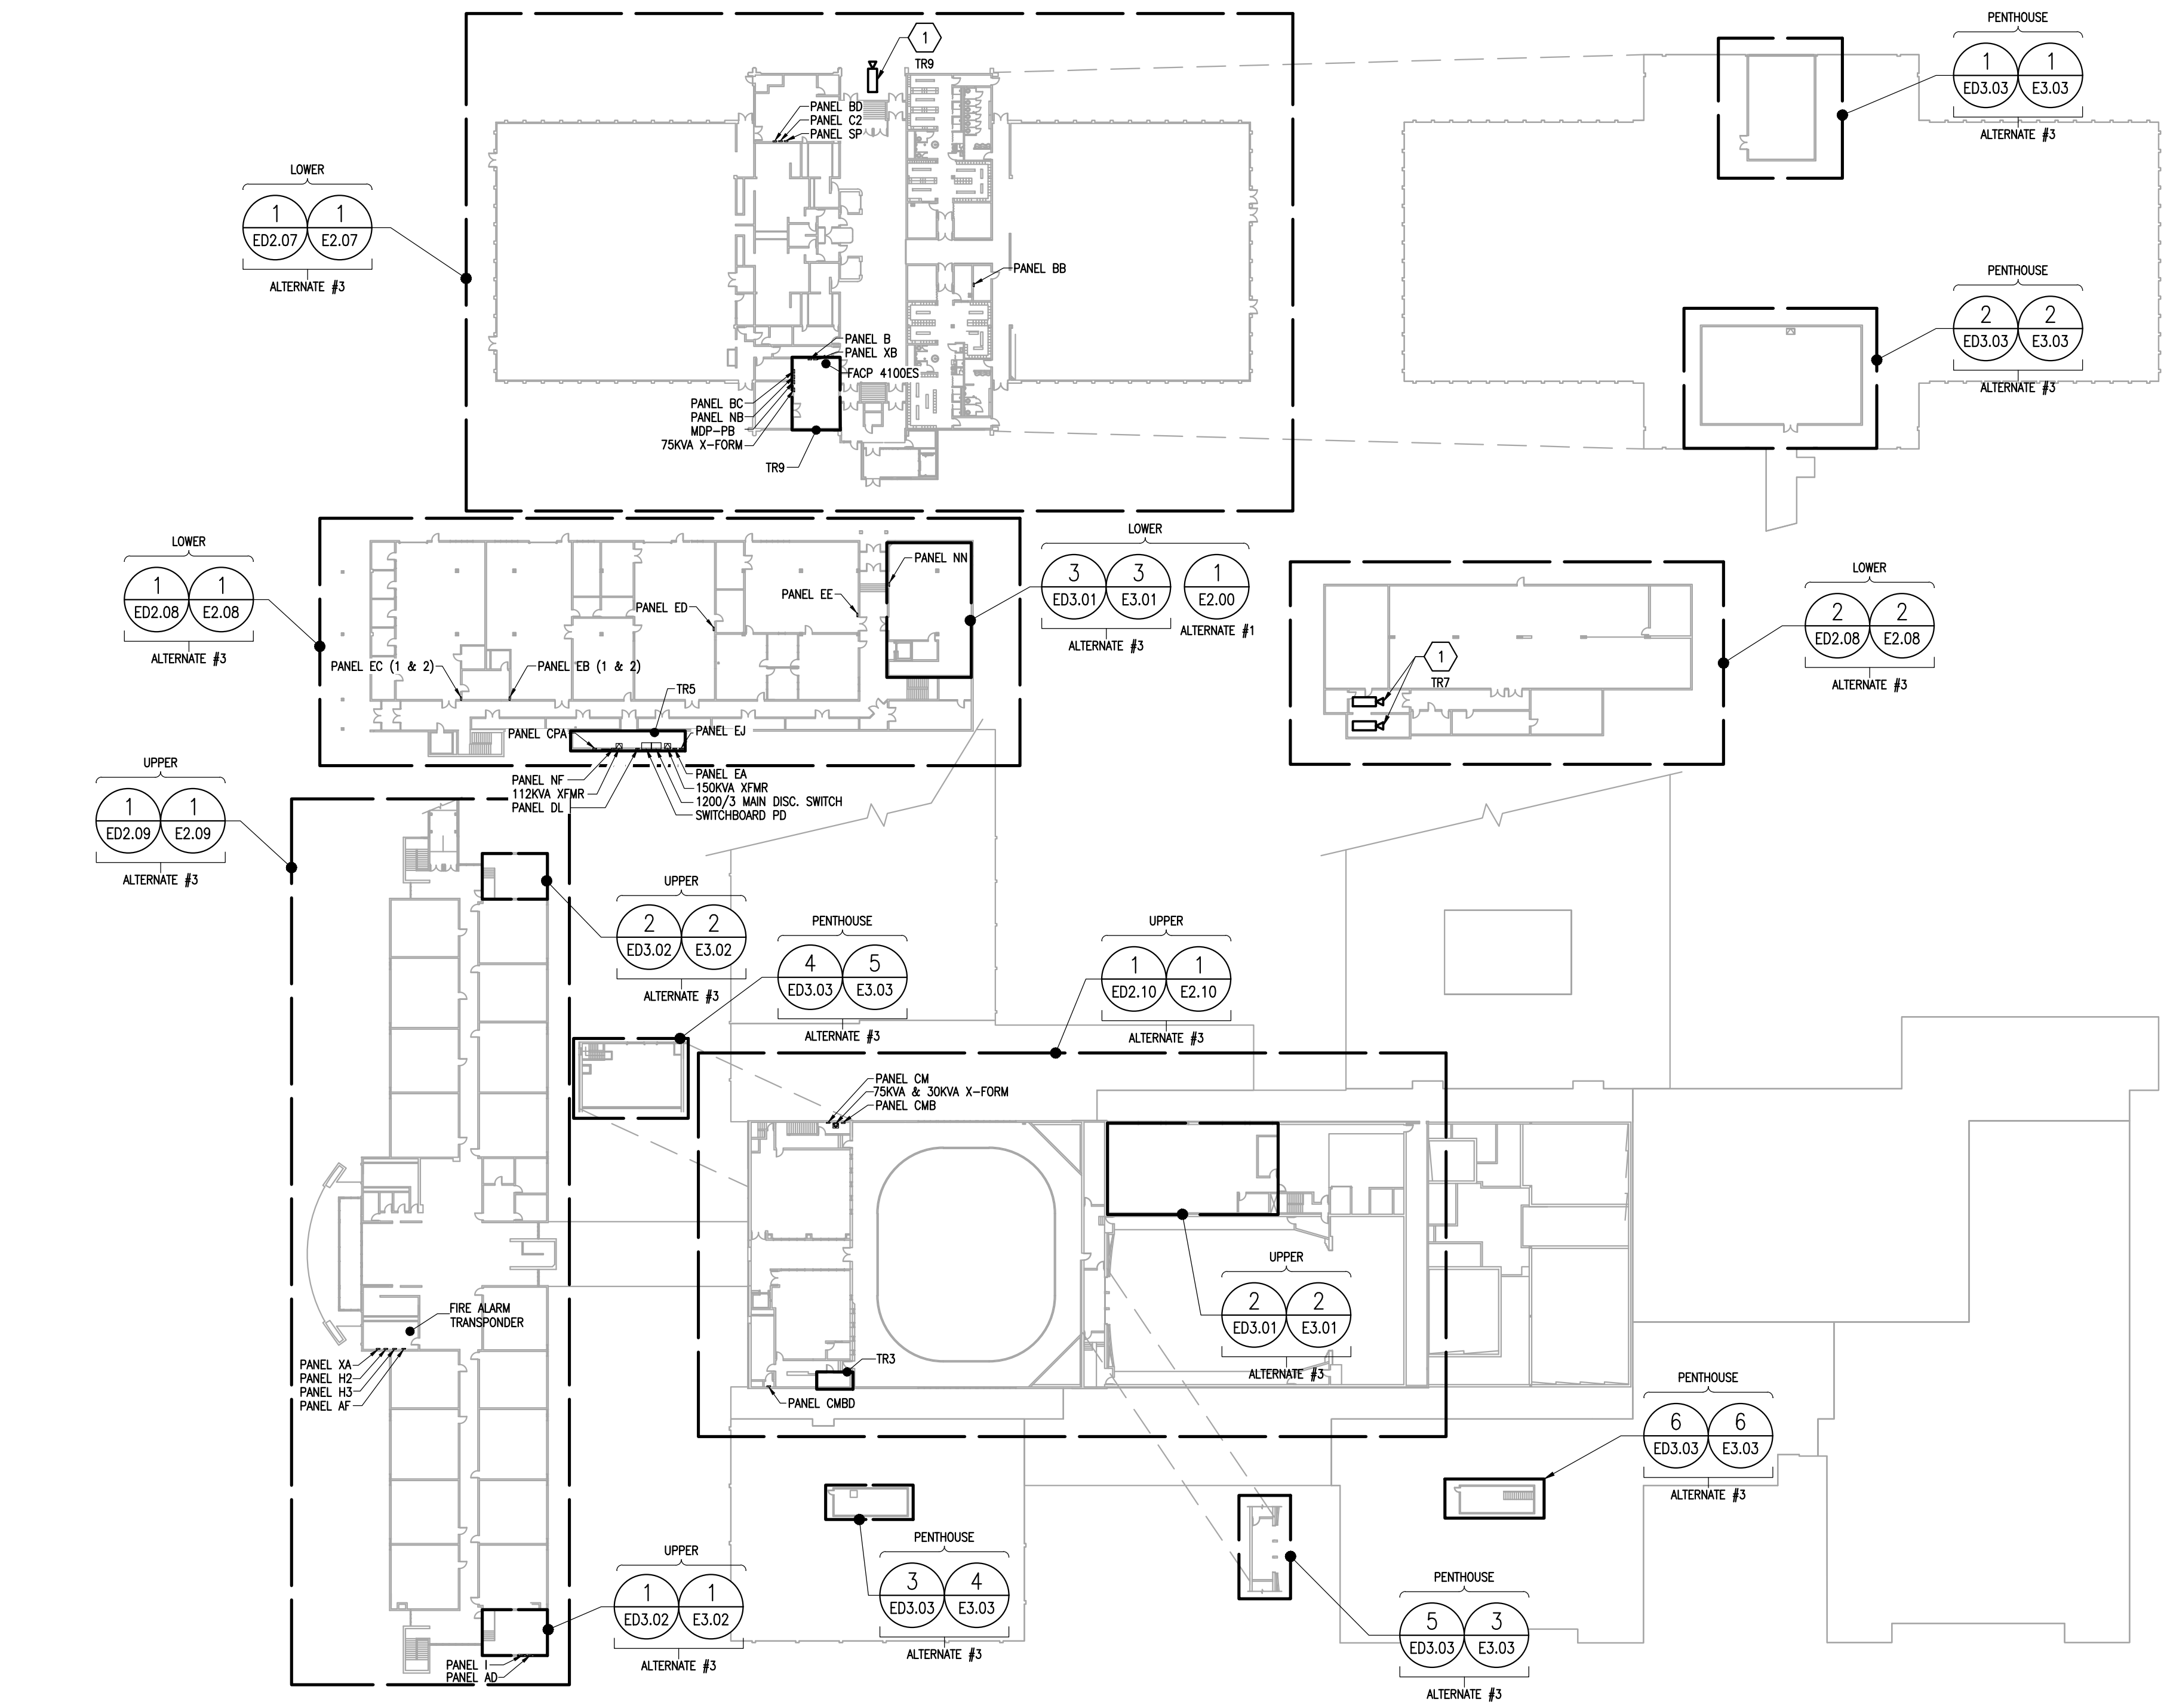 1
TR9
PENTHOUSE
1
1
ED3.03
E3.03
ALTERNATE #3
PANEL BD
PANEL C2
PANEL SP
LOWER
1
1
ED2.07
E2.07
ALTERNATE #3
PANEL BB
PENTHOUSE
2
2
ED3.03
E3.03
ALTERNATE #3
PANEL B
PANEL XB
FACP 4100ES
PANEL BC
PANEL NB
MDP-PB
75KVA X-FORM
TR9
LOWER
1
1
ED2.08
E2.08
ALTERNATE #3
PANEL NN
PANEL EE
PANEL ED
PANEL EC (1 & 2)
PANEL EB (1 & 2)
TR5
PANEL CPA
PANEL EJ
PANEL NF
112KVA XFMR
PANEL DL
PANEL EA
150KVA XFMR
1200/3 MAIN DISC. SWITCH
SWITCHBOARD PD
LOWER
3
3
1
ED3.01
E3.01
E2.00
ALTERNATE #3
ALTERNATE #1
1
TR7
LOWER
2
2
ED2.08
E2.08
ALTERNATE #3
UPPER
1
1
ED2.09
E2.09
ALTERNATE #3
UPPER
2
2
ED3.02
E3.02
ALTERNATE #3
PENTHOUSE
4
5
ED3.03
E3.03
ALTERNATE #3
UPPER
1
1
ED2.10
E2.10
ALTERNATE #3
PANEL CM
75KVA & 30KVA X-FORM
PANEL CMB
UPPER
2
2
ED3.01
E3.01
ALTERNATE #3
FIRE ALARM
TRANSPONDER
PANEL XA
PANEL H2
PANEL H3
PANEL AF
TR3
PANEL CMBD
PENTHOUSE
6
6
ED3.03
E3.03
ALTERNATE #3
UPPER
1
1
ED3.02
E3.02
ALTERNATE #3
PANEL I
PANEL AD
PENTHOUSE
3
4
ED3.03
E3.03
ALTERNATE #3
PENTHOUSE
5
3
ED3.03
E3.03
ALTERNATE #3